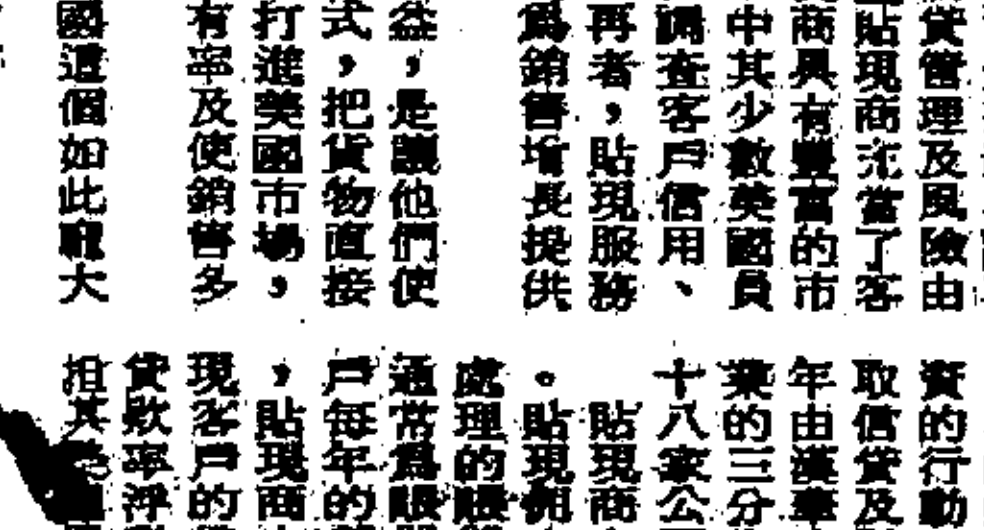 貸管理及風險由
貼現商充當了客
商具有豐富的市
中其少數美國員
調查客戶信用、
再者，貼現服務
爲銷售增長提供
益，是讓他們使
式，把貨物直接
打進美國市場，
有率及使銷售多
國這個如此龐大
資的行動
取信貸及
年由漢華
業的三分
十八家公
貼現商
。貼現佣
處理的賬
通常爲賬
戶每年的
，貼現商
現客戶的
貸款率浮
担其